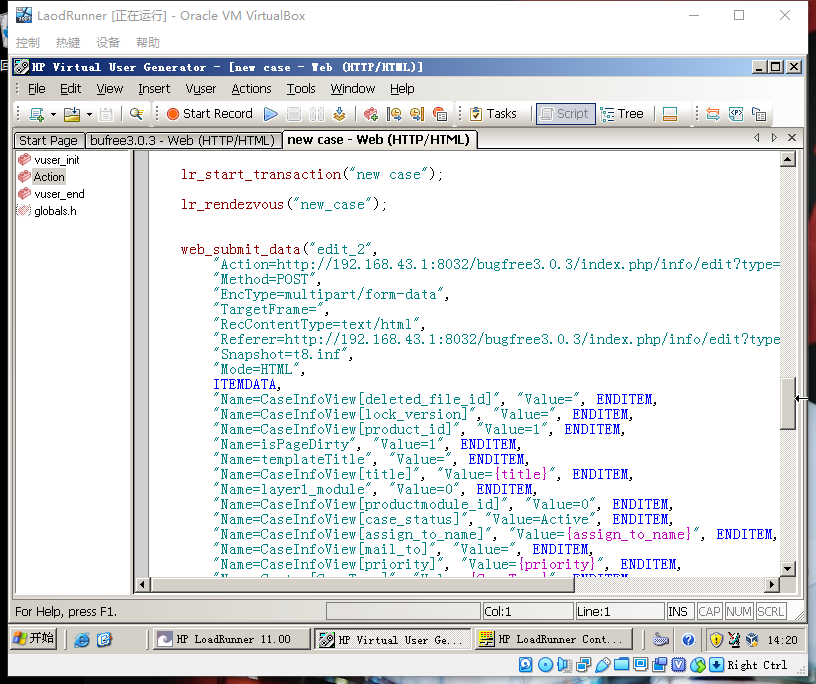 LaodRunner [正在运行] - Oracle VM VirtualBox
控制 热键 设备 帮助
HP Virtual User Generator - [new case - Web (HTTP/HTML)]
File Edit View Insert Vuser Actions Tools Window Help
Start Record Tasks Script Tree
Start Page bufree3.0.3 - Web (HTTP/HTML) new case - Web (HTTP/HTML)
vuser_init
Action
vuser_end
globals.h
lr_start_transaction("new case");
lr_rendezvous("new_case");
web_submit_data("edit_2",
"Action=http://192.168.43.1:8032/bugfree3.0.3/index.php/info/edit?type=
"Method=POST",
"EncType=multipart/form-data",
"TargetFrame=",
"RecContentType=text/html",
"Referer=http://192.168.43.1:8032/bugfree3.0.3/index.php/info/edit?type
"Snapshot=t8.inf",
"Mode=HTML",
ITEMDATA,
"Name=CaseInfoView[deleted_file_id]", "Value=", ENDITEM,
"Name=CaseInfoView[lock_version]", "Value=", ENDITEM,
"Name=CaseInfoView[product_id]", "Value=1", ENDITEM,
"Name=isPageDirty", "Value=1", ENDITEM,
"Name=templateTitle", "Value=", ENDITEM,
"Name=CaseInfoView[title]", "Value={title}", ENDITEM,
"Name=layer1_module", "Value=0", ENDITEM,
"Name=CaseInfoView[productmodule_id]", "Value=0", ENDITEM,
"Name=CaseInfoView[case_status]", "Value=Active", ENDITEM,
"Name=CaseInfoView[assign_to_name]", "Value={assign_to_name}", ENDITEM,
"Name=CaseInfoView[mail_to]", "Value=", ENDITEM,
"Name=CaseInfoView[priority]", "Value={priority}", ENDITEM,
For Help, press F1. Col:1 Line:1 INS CAP NUM SCRL
开始 HP LoadRunner 11.00 HP Virtual User Ge... HP LoadRunner Cont... 14:20
Right Ctrl